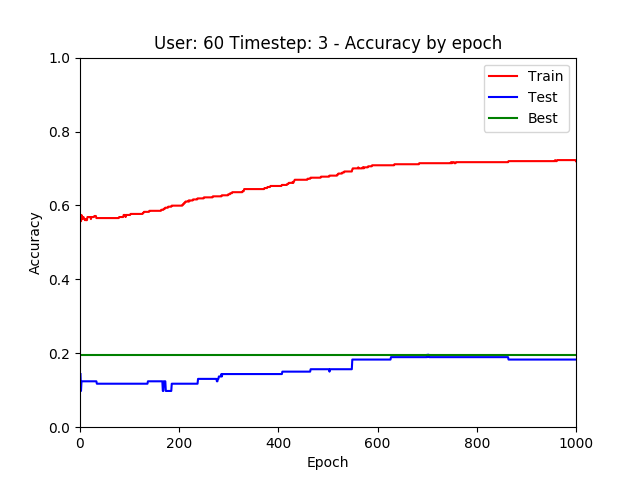 User: 60 Timestep: 3 - Accuracy by epoch
1.0
0.8
0.6
0.4
0.2
0.0
Accuracy
Train
Test
Best
0 200 400 600 800 1000
Epoch